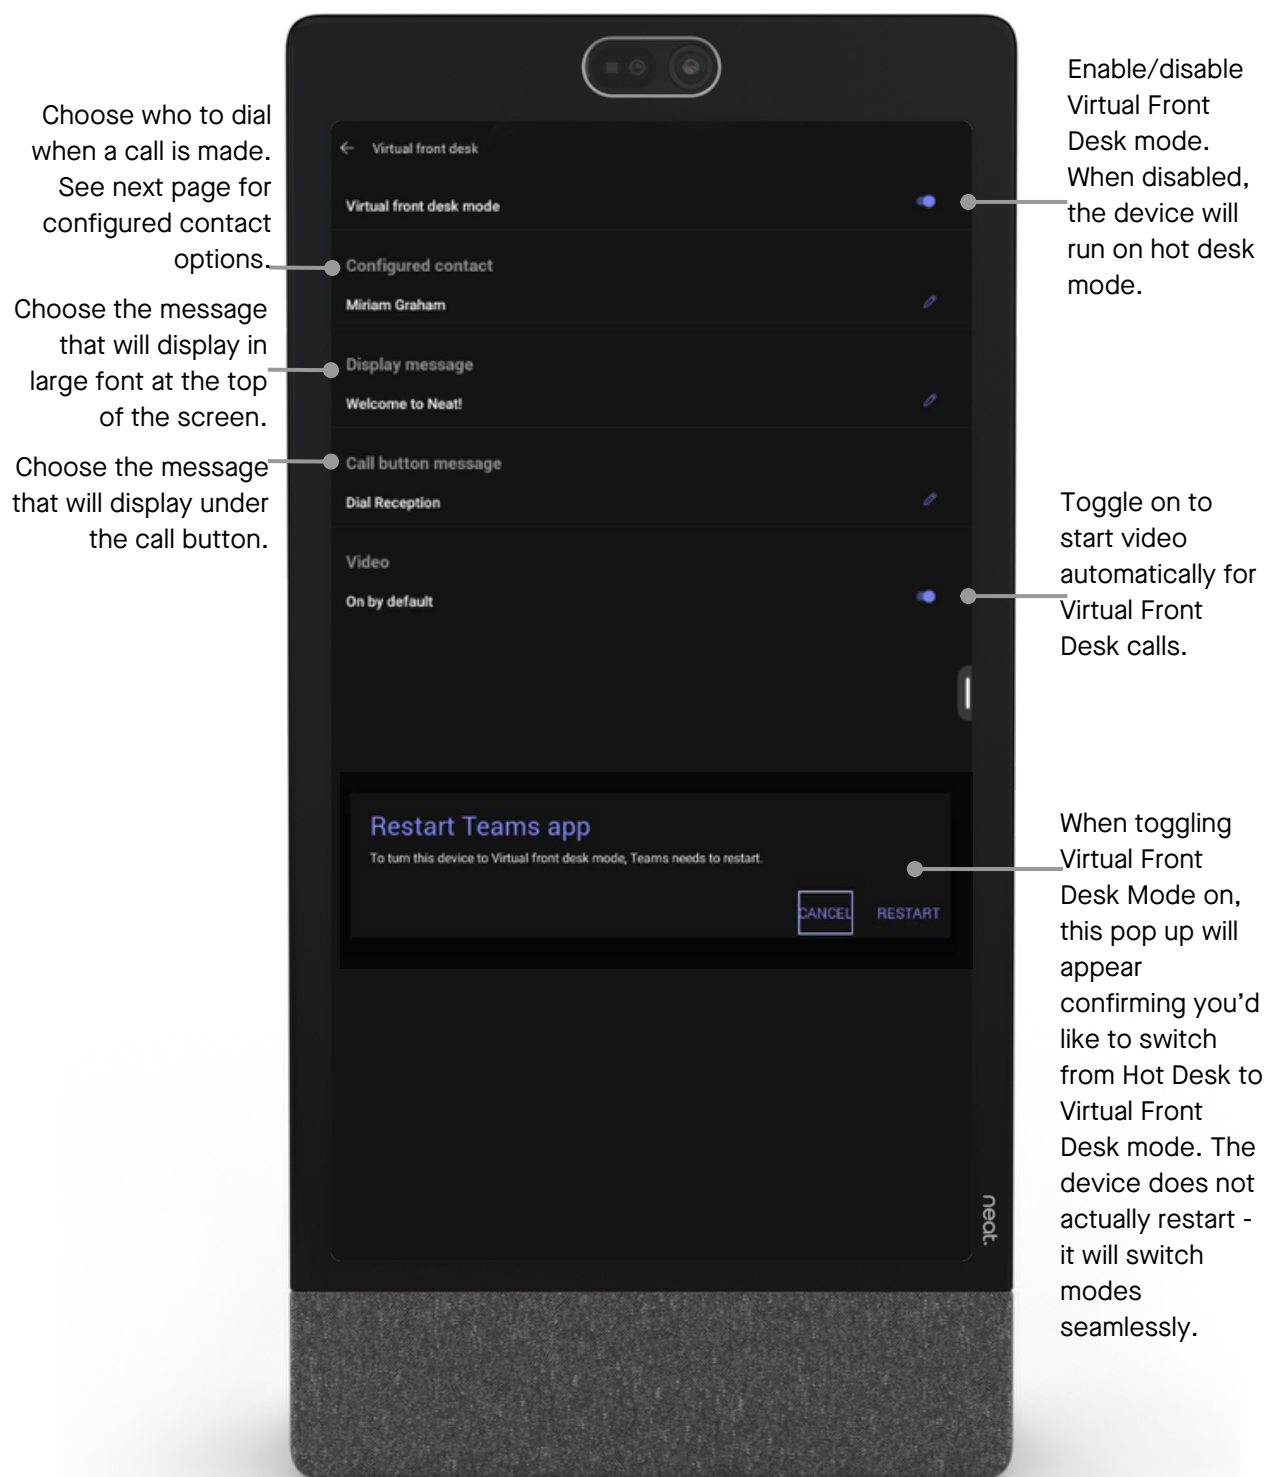 Choose who to dial
when a call is made.
See next page for
configured contact
options.
Choose the message
that will display in
large font at the top
of the screen.
Choose the message
that will display under
the call button.
← Virtual front desk
Virtual front desk mode
Configured contact
Miriam Graham
Display message
Welcome to Neat!
Call button message
Dial Reception
Video
On by default
Restart Teams app
To turn this device to Virtual front desk mode, Teams needs to restart.
CANCEL RESTART
neat.
Enable/disable
Virtual Front
Desk mode.
When disabled,
the device will
run on hot desk
mode.
Toggle on to
start video
automatically for
Virtual Front
Desk calls.
When toggling
Virtual Front
Desk Mode on,
this pop up will
appear
confirming you’d
like to switch
from Hot Desk to
Virtual Front
Desk mode. The
device does not
actually restart -
it will switch
modes
seamlessly.